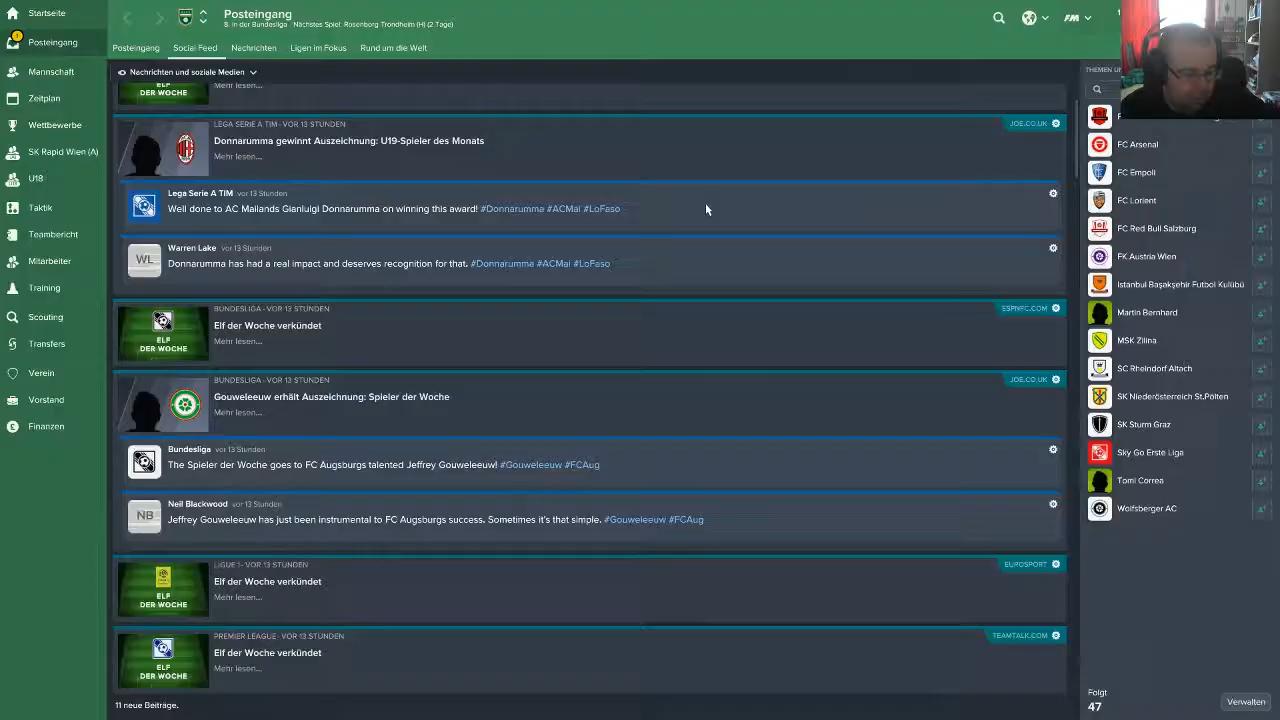 Startseite
Posteingang
Mannschaft
Zeitplan
Wettbewerbe
SK Rapid Wien (A)
U18
Taktik
Teambericht
Mitarbeiter
Training
Scouting
Transfers
Verein
Vorstand
Finanzen
Posteingang
8. in der Bundesliga - Nächstes Spiel: Rosenborg Trondheim (H) (2 Tage)
FM
Posteingang Social Feed Nachrichten Ligen im Fokus Rund um die Welt
Nachrichten und soziale Medien
ELF
DER WOCHE
Mehr lesen...
LEGA SERIE A TIM - VOR 13 STUNDEN
JOE.CO.UK
Donnarumma gewinnt Auszeichnung: U19-Spieler des Monats
Mehr lesen...
Lega Serie A TIM vor 13 Stunden
Well done to AC Mailands Gianluigi Donnarumma on winning this award! #Donnarumma #ACMai #LoFaso
WL
Warren Lake vor 13 Stunden
Donnarumma has had a real impact and deserves recognition for that. #Donnarumma #ACMai #LoFaso
BUNDESLIGA - VOR 13 STUNDEN
ESPNFC.COM
Elf der Woche verkündet
Mehr lesen...
ELF
DER WOCHE
BUNDESLIGA - VOR 13 STUNDEN
JOE.CO.UK
Gouweleeuw erhält Auszeichnung: Spieler der Woche
Mehr lesen...
Bundesliga vor 13 Stunden
The Spieler der Woche goes to FC Augsburgs talented Jeffrey Gouweleeuw! #Gouweleeuw #FCAug
NB
Neil Blackwood vor 13 Stunden
Jeffrey Gouweleeuw has just been instrumental to FC Augsburgs success. Sometimes it's that simple. #Gouweleeuw #FCAug
LIGUE 1 - VOR 13 STUNDEN
EUROSPORT
Elf der Woche verkündet
Mehr lesen...
ELF
DER WOCHE
PREMIER LEAGUE - VOR 13 STUNDEN
TEAMTALK.COM
Elf der Woche verkündet
Mehr lesen...
ELF
DER WOCHE
11 neue Beiträge.
THEMEN
FC Arsenal
FC Empoli
FC Lorient
FC Red Bull Salzburg
FK Austria Wien
Istanbul Başakşehir Futbol Kulübü
Martin Bernhard
MSK Zilina
SC Rheindorf Altach
SK Niederösterreich St.Pölten
SK Sturm Graz
Sky Go Erste Liga
Tomi Correa
Wolfsberger AC
Folgt
47
Verwalten